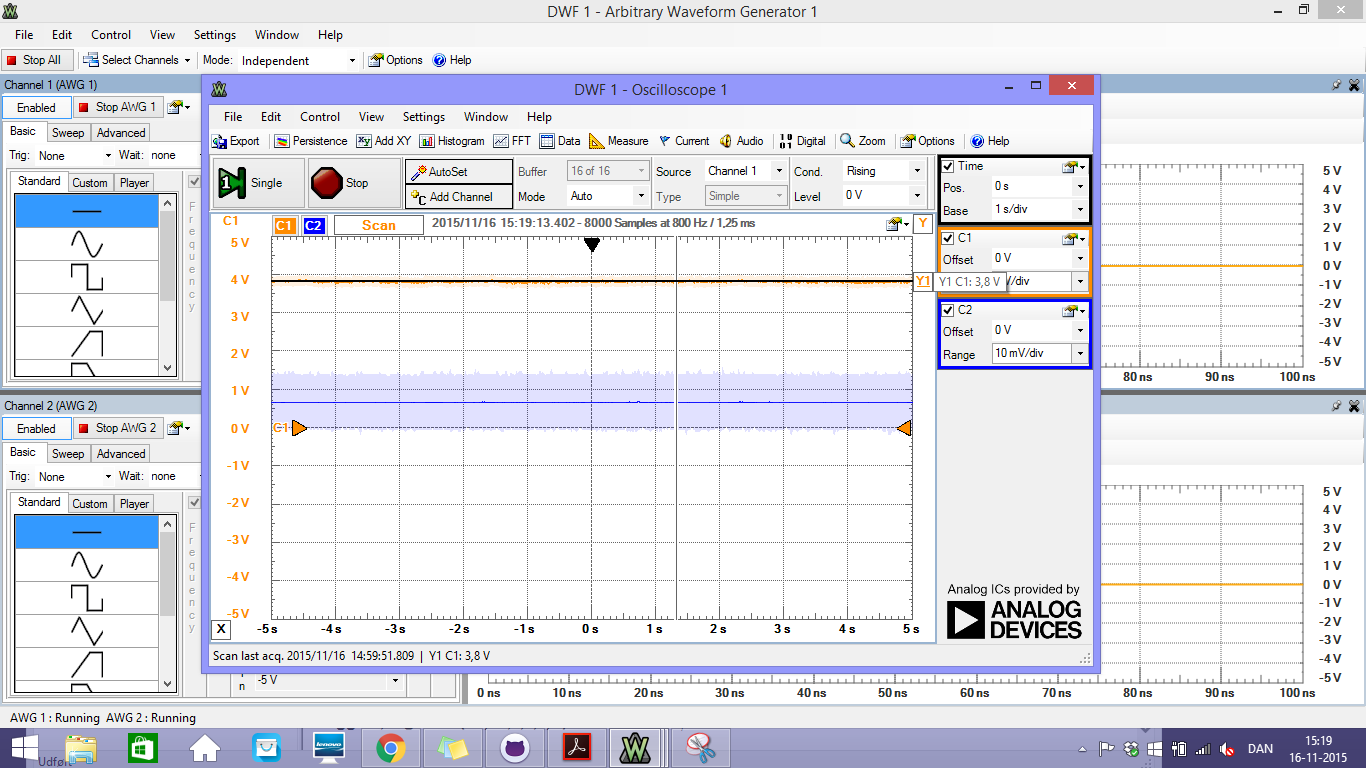 DWF 1 - Arbitrary Waveform Generator 1
File Edit Control View Settings Window Help
Stop All Select Channels Mode: Independent Options Help
Channel 1 (AWG 1)
Enabled Stop AWG 1
Basic Sweep Advanced
Trig: None Wait: none
Standard Custom Player
Frequency
DWF 1 - Oscilloscope 1
File Edit Control View Settings Window Help
Export Persistence Add XY Histogram FFT Data Measure Current Audio Digital Zoom Options Help
Single Stop AutoSet Buffer 16 of 16 Source Channel 1 Cond. Rising
Add Channel Mode Auto Type Simple Level 0 V
Time
Pos. 0 s
Base 1 s/div
C1
Offset 0 V
V/div
C2
Offset 0 V
Range 10 mV/div
C1 C1 C2 Scan 2015/11/16 15:19:13.402 - 8000 Samples at 800 Hz / 1,25 ms Y
5 V
4 V
3 V
2 V
1 V
0 V
-1 V
-2 V
-3 V
-4 V
-5 V
C1
Y1 Y1 C1: 3,8 V
X -5 s -4 s -3 s -2 s -1 s 0 s 1 s 2 s 3 s 4 s 5 s
Analog ICs provided by
ANALOG
DEVICES
Scan last acq. 2015/11/16 14:59:51.809 | Y1 C1: 3,8 V
5 V
4 V
3 V
2 V
1 V
0 V
-1 V
-2 V
-3 V
-4 V
-5 V
80 ns 90 ns 100 ns
Channel 2 (AWG 2)
Enabled Stop AWG 2
Basic Sweep Advanced
Trig: None Wait: none
Standard Custom Player
Frequency
n -5 V
5 V
4 V
3 V
2 V
1 V
0 V
-1 V
-2 V
-3 V
-4 V
-5 V
0 ns 10 ns 20 ns 30 ns 40 ns 50 ns 60 ns 70 ns 80 ns 90 ns 100 ns
AWG 1 : Running AWG 2 : Running
Udført
lenovo
W
DAN
15:19
16-11-2015